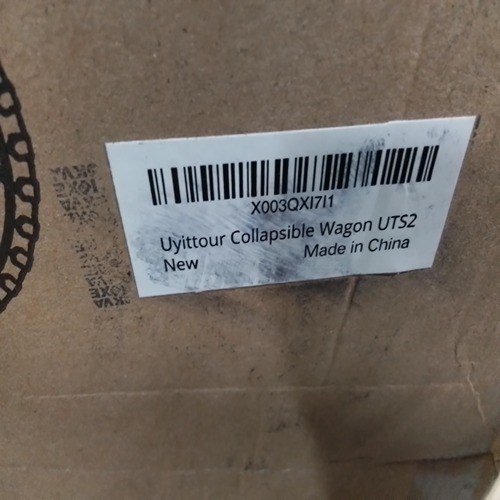 X003QXI7I1
Uyittour Collapsible Wagon UTS2
New
Made in China